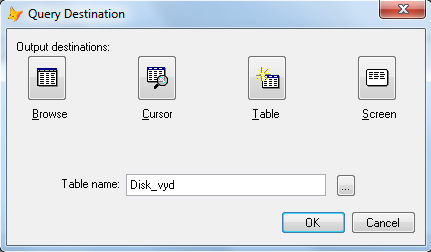 Query Destination
Output destinations:
Browse Cursor Table Screen
Table name: Disk_vyd ...
OK Cancel